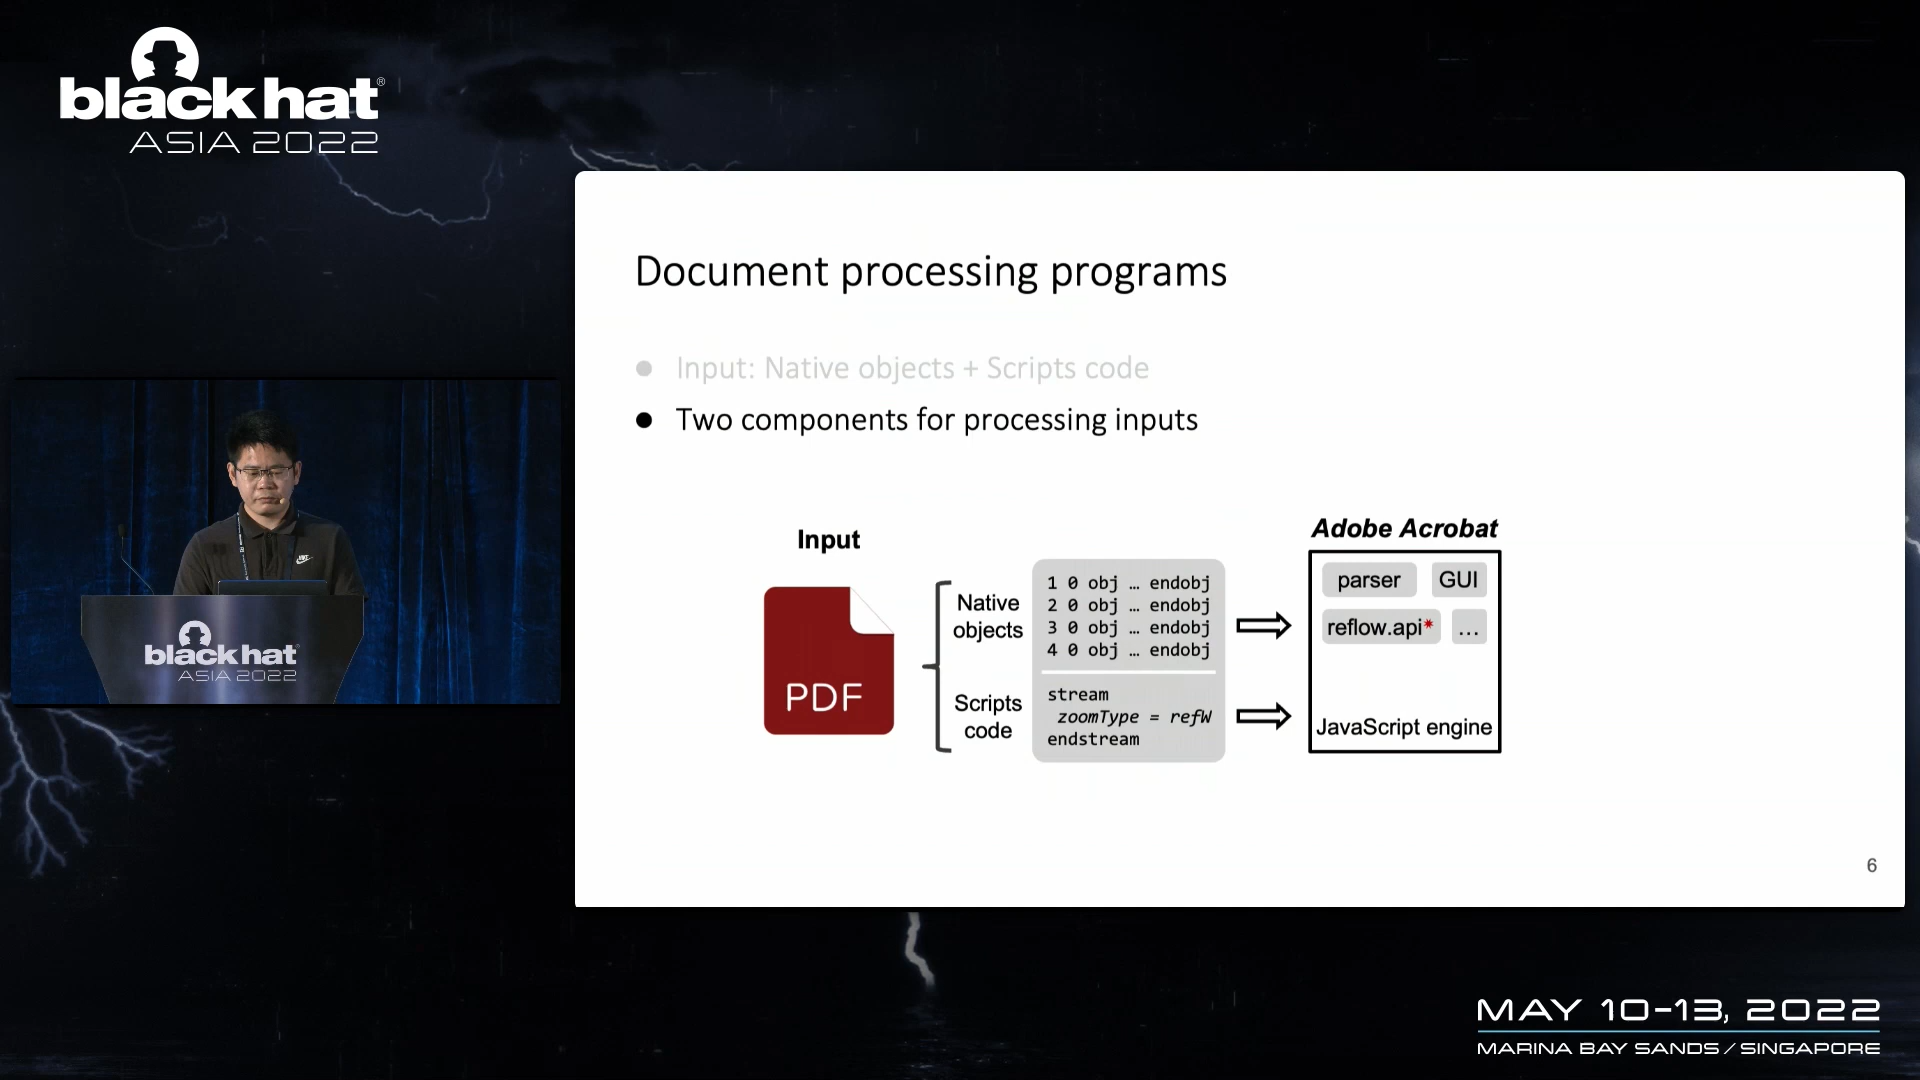 black hat®
ASIA 2022
Document processing programs
Input: Native objects + Scripts code
Two components for processing inputs
Input
PDF
Native
objects
Scripts
code
1 0 obj … endobj
2 0 obj … endobj
3 0 obj … endobj
4 0 obj … endobj
stream
zoomType = refW
endstream
Adobe Acrobat
parser GUI
reflow.api* …
JavaScript engine
6
black hat
ASIA 2022
MAY 10-13, 2022
MARINA BAY SANDS / SINGAPORE